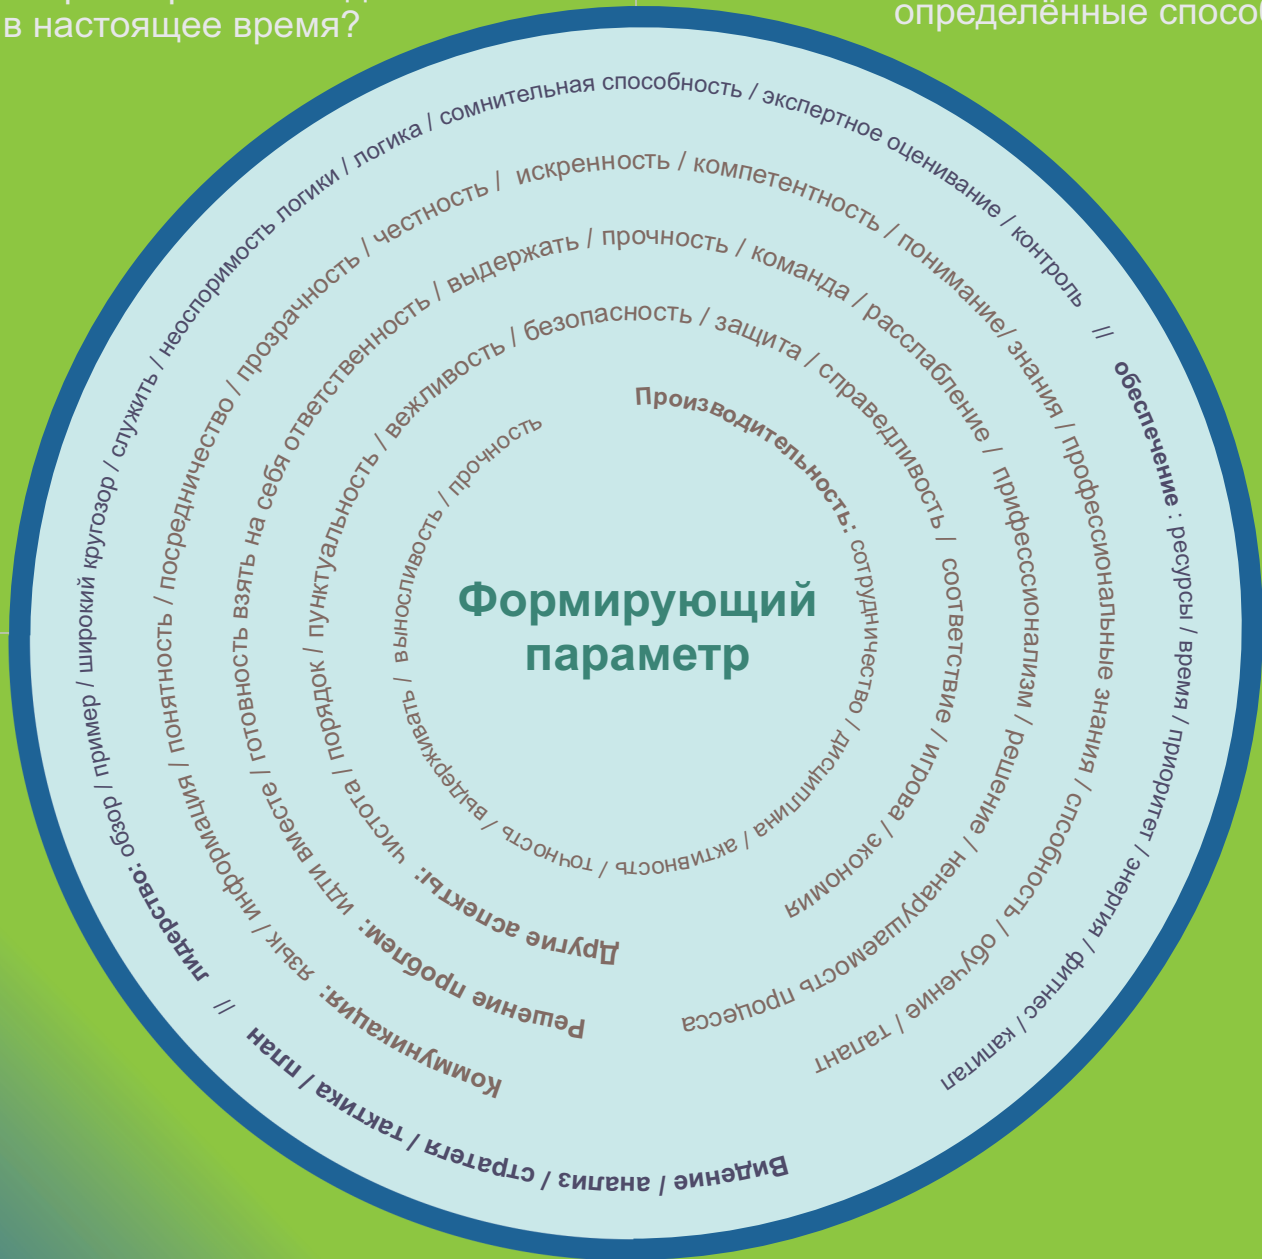 в настоящее время?
определённые способ
Видение / анализ / стратегя / тактика / план // лидерство: обзор / пример / широкий кругозор / служить / неоспоримость логики / логика / сомнительная способность / экспертное оценивание / контроль // обеспечение : ресурсы / время / приоритет / энергия / фитнес / капитал
Коммуникация: язык / информация / понятность / посредничество / прозрачность / честность / искренность / компетентность / понимание/ знания / профессиональные знания / способность / обучение / талант
Решение проблем: идти вместе / готовность взять на себя ответственность / выдержать / прочность / команда / расслабление / прифесссионализм / решение / ненарушаемость процесса
Другие аспекты: чистота / порядок / пунктуальность / вежливость / безопасность / защита / справедливость / соответствие / игрова / экономия
Производительность: сотрудничество / дисциплина / активность / точность / выдерживать / выносливость / прочность
Формирующий
параметр